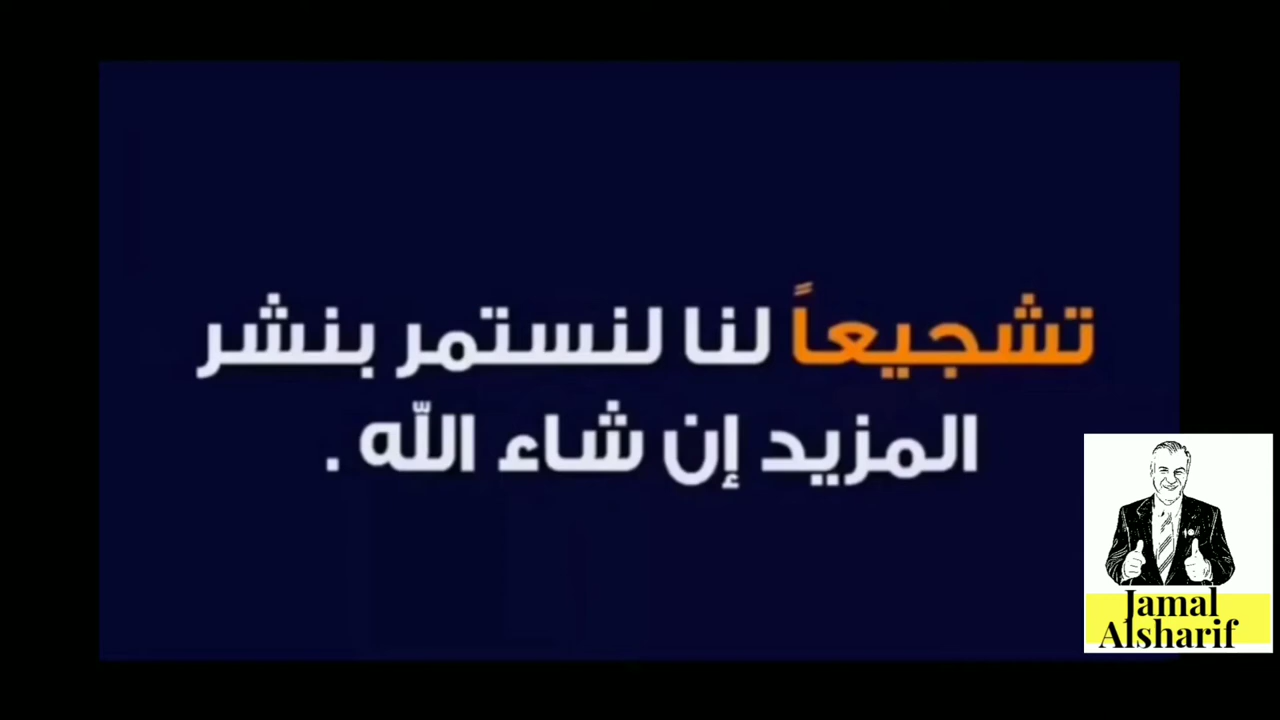 تشجيعاً لنا لنستمر بنشر
المزيد إن شاء الله .
Jamal
Alsharif